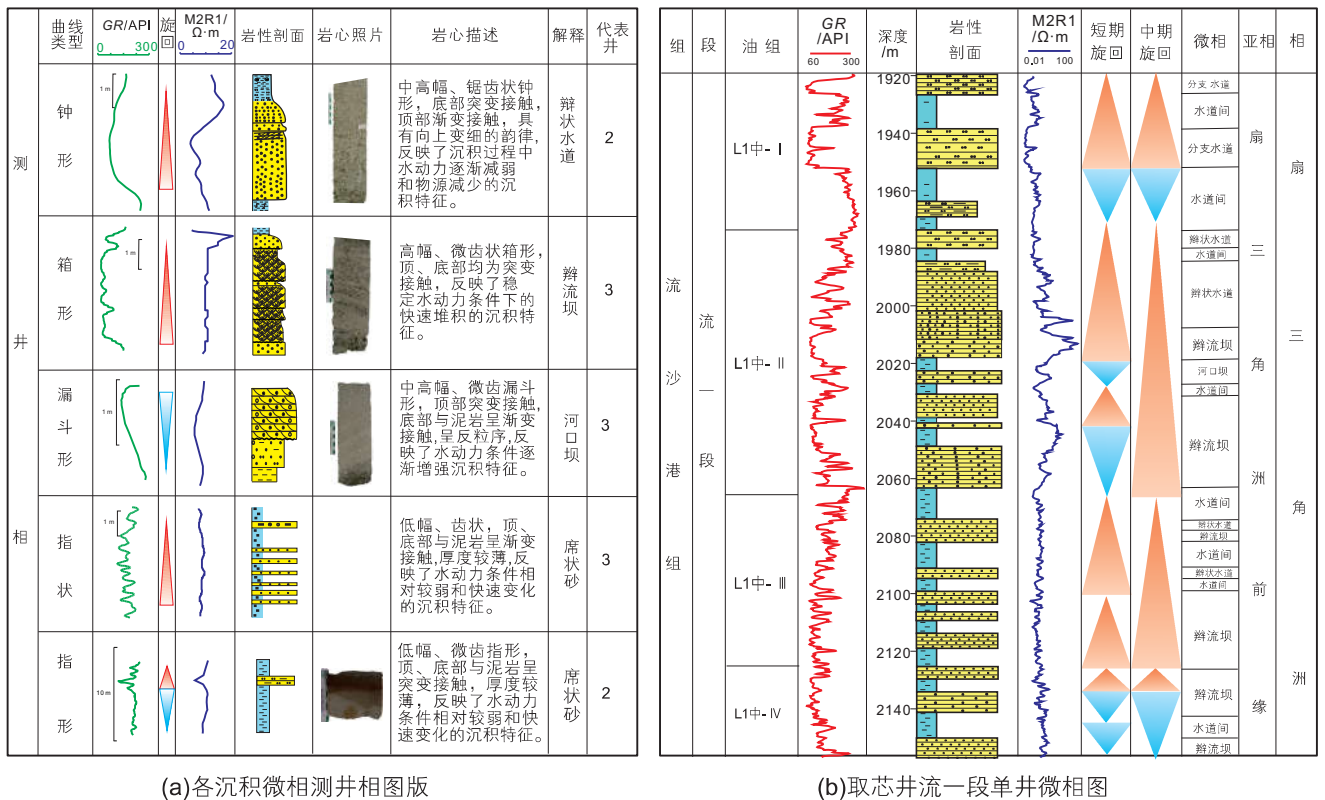 曲线
类型
GR/API
0 300
旋
回
M2R1/
Ω·m
0 20
岩性剖面
岩心照片
岩心描述
解释
代表
井
测
井
相
钟
形
1 m
中高幅、锯齿状钟
形，底部突变接触，
顶部渐变接触，具
有向上变细的韵律，
反映了沉积过程中
水动力逐渐减弱
和物源减少的沉
积特征。
辫
状
水
道
2
箱
形
1 m
高幅、微齿状箱形，
顶、底部均为突变
接触，反映了稳
定水动力条件下的
快速堆积的沉积特
征。
辫
流
坝
3
漏
斗
形
1 m
中高幅、微齿漏斗
形，顶部突变接触，
底部与泥岩呈渐变
接触,呈反粒序,反
映了水动力条件逐
渐增强沉积特征。
河
口
坝
3
指
状
1 m
低幅、齿状，顶、
底部与泥岩呈渐变
接触,厚度较薄,反
映了水动力条件相
对较弱和快速变化
的沉积特征。
席
状
砂
3
指
形
10 m
低幅、微齿指形，
顶、底部与泥岩呈
突变接触，厚度较
薄，反映了水动力
条件相对较弱和快
速变化的沉积特征。
席
状
砂
2
(a)各沉积微相测井相图版
组
段
油组
GR
/API
60 300
深度
/m
岩性
剖面
M2R1
/Ω·m
0.01 100
短期
旋回
中期
旋回
微相
亚相
相
流
沙
港
组
流
一
段
L1中-Ⅰ
L1中-Ⅱ
L1中-Ⅲ
L1中-Ⅳ
1920
1940
1960
1980
2000
2020
2040
2060
2080
2100
2120
2140
分支 水道
水道间
分支水道
水道间
辫状水道
水道间
辫状水道
辫流坝
河口坝
水道间
辫流坝
水道间
辫状水道
辫流坝
水道间
辫状水道
水道间
辫流坝
辫流坝
水道间
辫流坝
扇
三
角
洲
前
缘
扇
三
角
洲
(b)取芯井流一段单井微相图